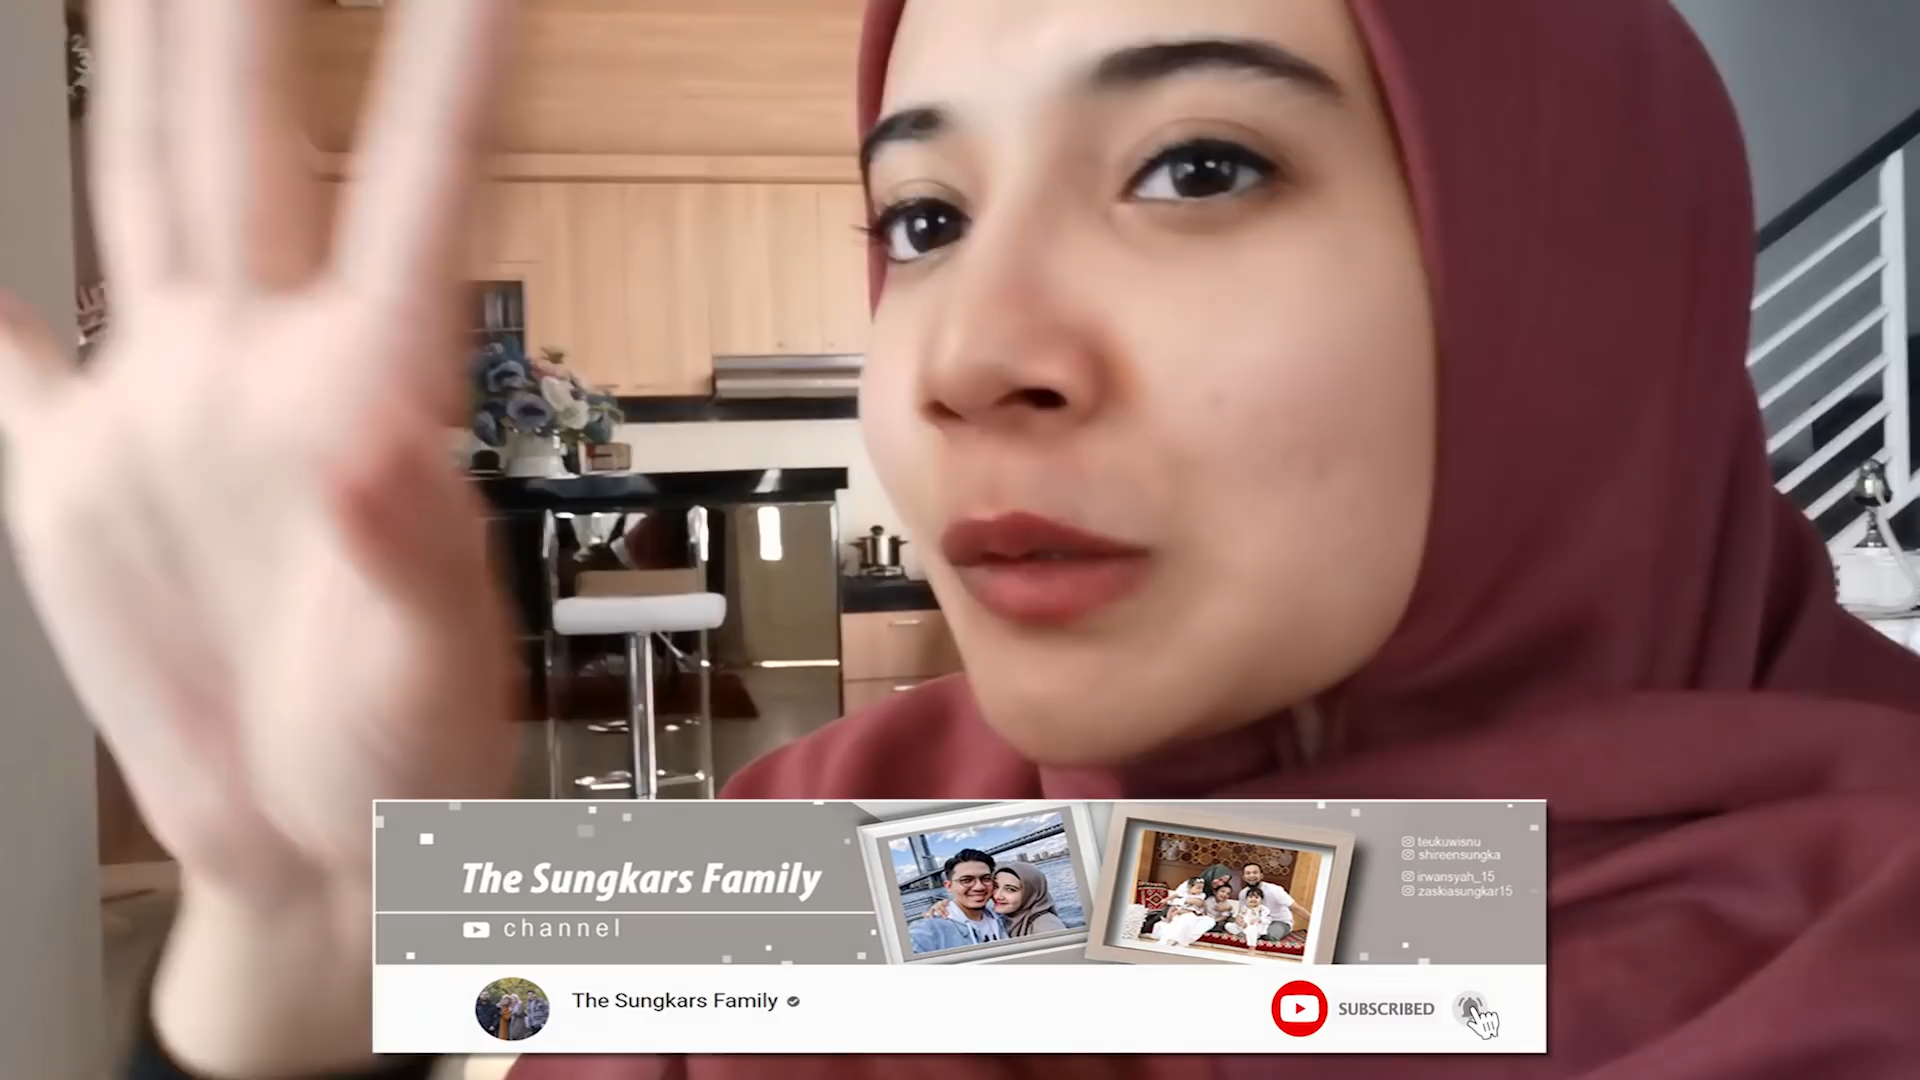 The Sungkars Family
channel
teukuwisnu
shireensungka
irwansyah_15
zaskiasungkar15
The Sungkars Family
SUBSCRIBED